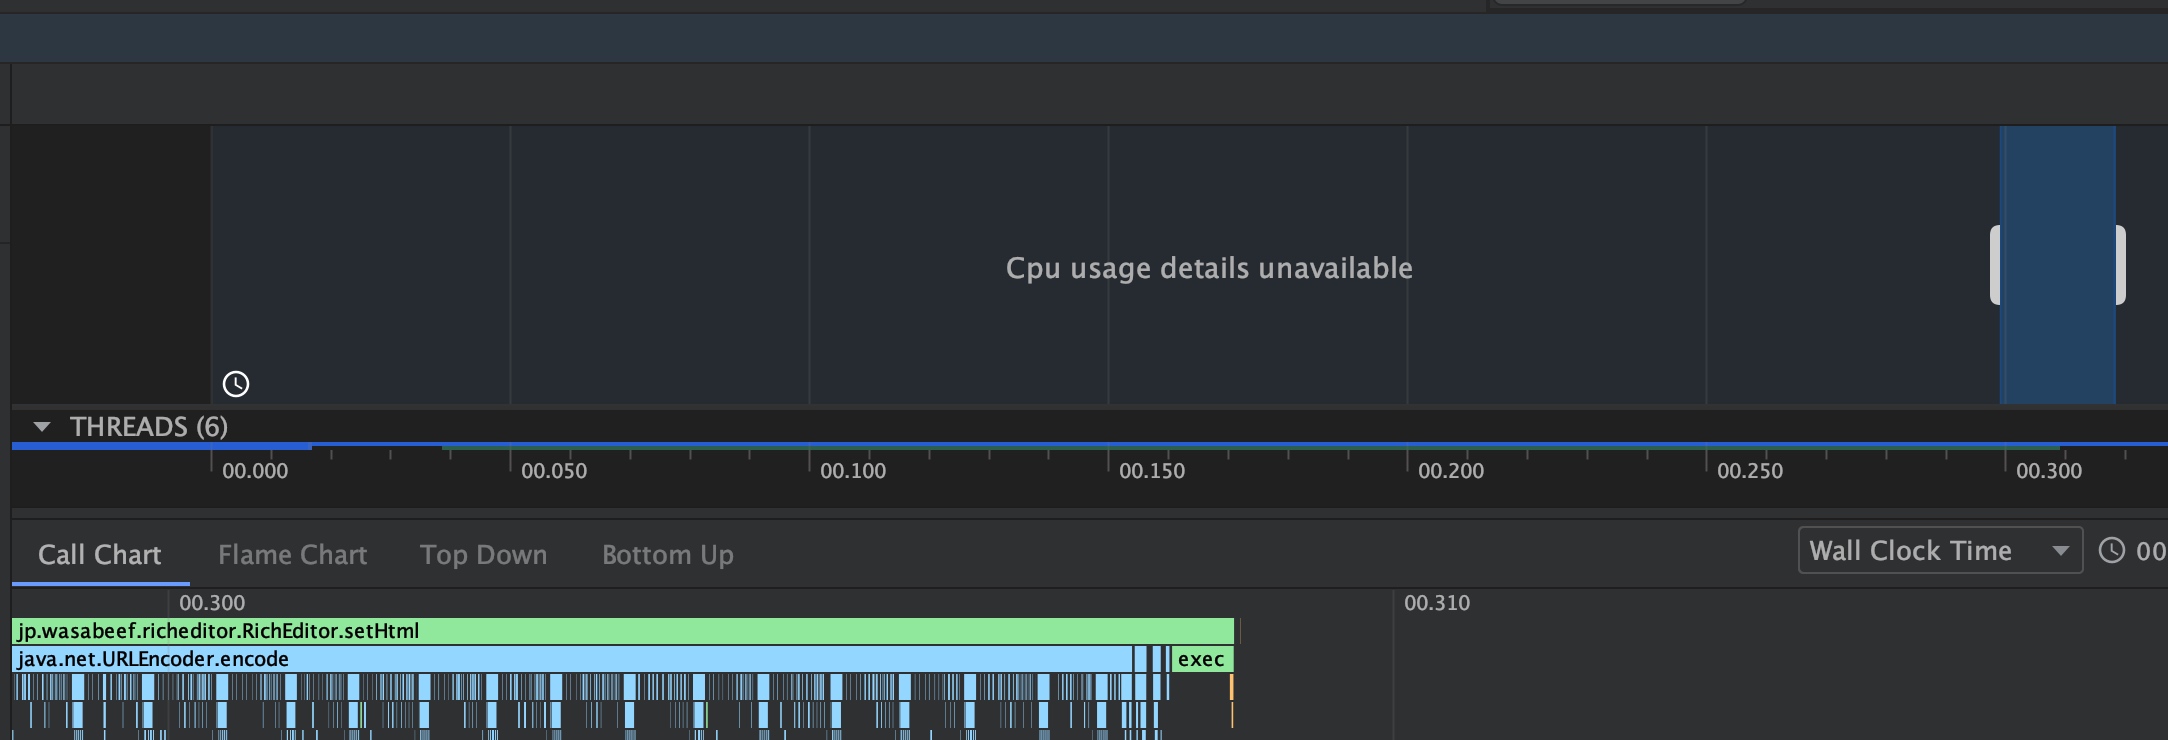 Cpu usage details unavailable
THREADS (6)
00.000 00.050 00.100 00.150 00.200 00.250 00.300
Call Chart Flame Chart Top Down Bottom Up Wall Clock Time 00
00.300 00.310
jp.wasabeef.richeditor.RichEditor.setHtml
java.net.URLEncoder.encode exec